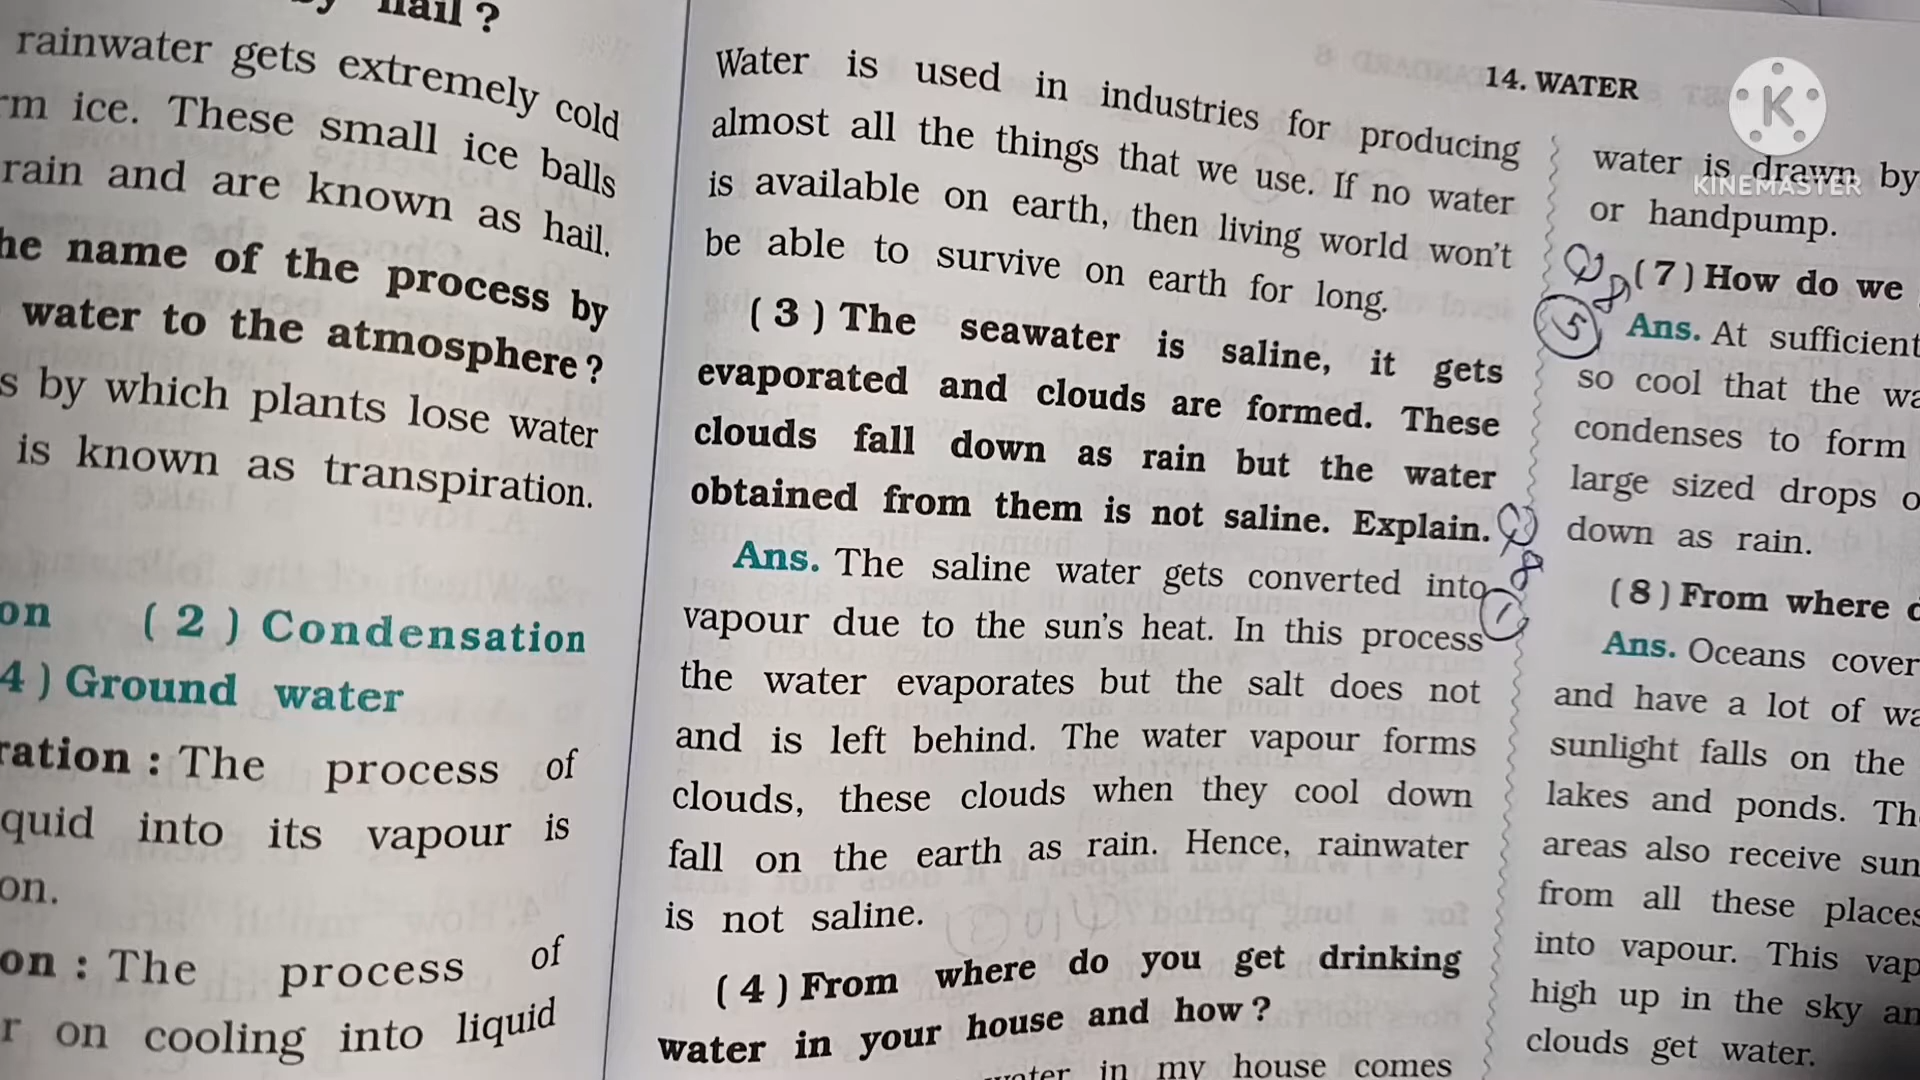 hail ?
rainwater gets extremely cold
rm ice. These small ice balls
rain and are known as hail.
he name of the process by
water to the atmosphere?
s by which plants lose water
is known as transpiration.
on ( 2 ) Condensation
4 ) Ground water
ration : The process of
quid into its vapour is
on.
on : The process of
r on cooling into liquid
Water is used in industries for producing
almost all the things that we use. If no water
is available on earth, then living world won't
be able to survive on earth for long.
( 3 ) The seawater is saline, it gets
evaporated and clouds are formed. These
clouds fall down as rain but the water
obtained from them is not saline. Explain.
Ans. The saline water gets converted into
vapour due to the sun's heat. In this process
the water evaporates but the salt does not
and is left behind. The water vapour forms
clouds, these clouds when they cool down
fall on the earth as rain. Hence, rainwater
is not saline.
( 4 ) From where do you get drinking
water in your house and how ?
water in my house comes
14. WATER
K
KINEMASTER
water is drawn by
or handpump.
( 7 ) How do we
5
Ans. At sufficient
so cool that the wa
condenses to form
large sized drops o
down as rain.
8
1
( 8 ) From where
Ans. Oceans cover
and have a lot of wa
sunlight falls on the
lakes and ponds. Th
areas also receive sun
from all these places
into vapour. This vap
high up in the sky an
clouds get water.